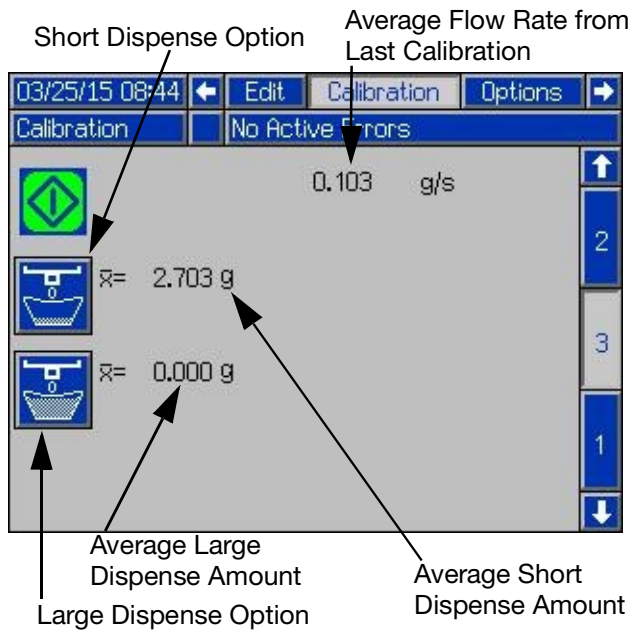 Short Dispense Option
Average Flow Rate from
Last Calibration
03/25/15 08:44 Edit Calibration Options
Calibration No Active Errors
0.103 g/s
2
x̅= 2.703 g
3
x̅= 0.000 g
1
Average Large
Dispense Amount
Average Short
Dispense Amount
Large Dispense Option